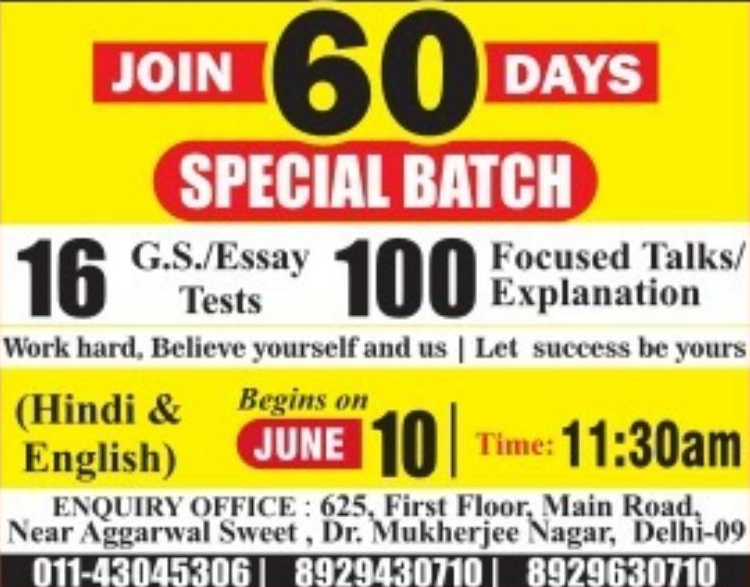 JOIN 60 DAYS
SPECIAL BATCH
16 G.S./Essay Tests 100 Focused Talks/ Explanation
Work hard, Believe yourself and us | Let success be yours
(Hindi & English) Begins on JUNE 10 | Time: 11:30am
ENQUIRY OFFICE : 625, First Floor, Main Road,
Near Aggarwal Sweet , Dr. Mukherjee Nagar, Delhi-09
011-43045306 | 8929430710 | 8929630710